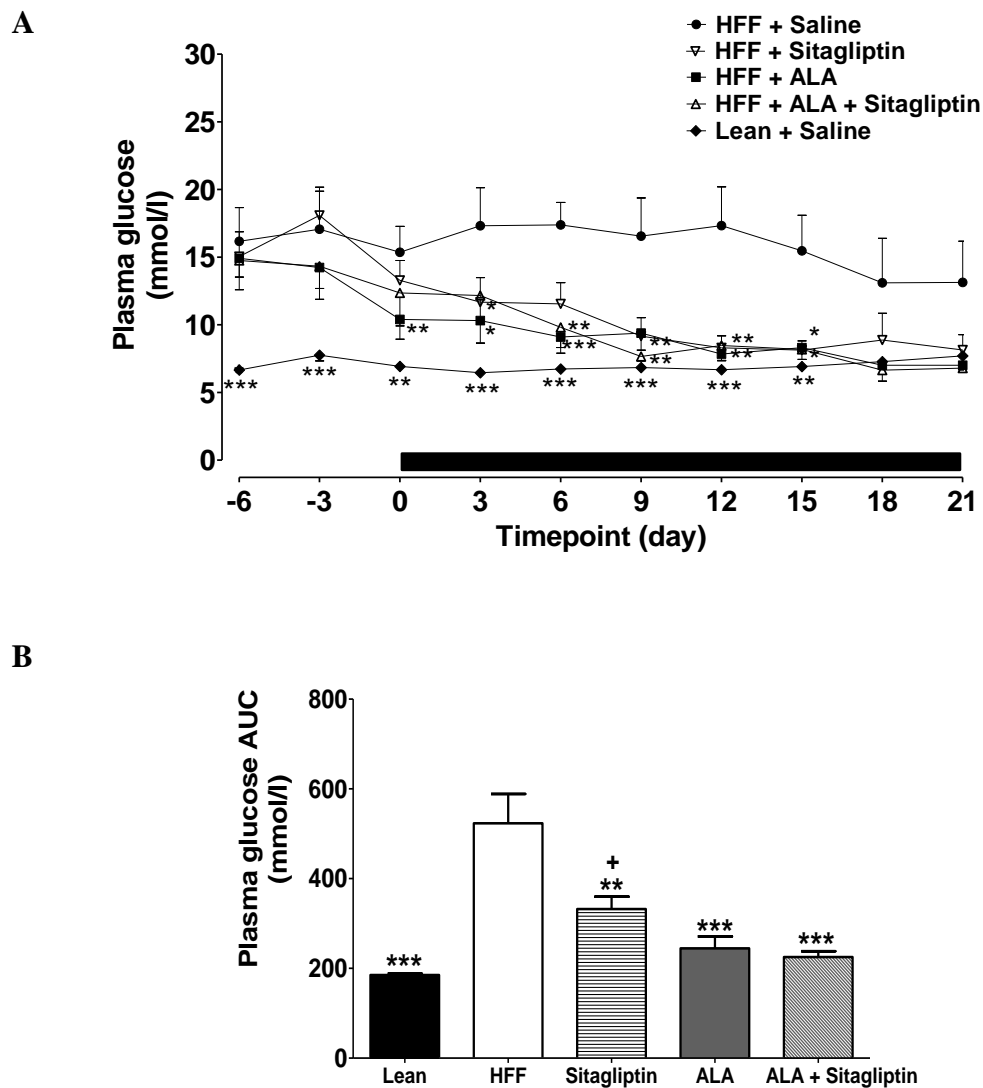 A
HFF + Saline
HFF + Sitagliptin
HFF + ALA
HFF + ALA + Sitagliptin
Lean + Saline
Plasma glucose
(mmol/l)
30
25
20
15
10
5
0
** * * ** *** ** ** ** ** * *
*** *** ** *** *** *** *** **
-6 -3 0 3 6 9 12 15 18 21
Timepoint (day)
B
Plasma glucose AUC
(mmol/l)
800
600
400
200
0
+
*** ** *** ***
Lean HFF Sitagliptin ALA ALA + Sitagliptin